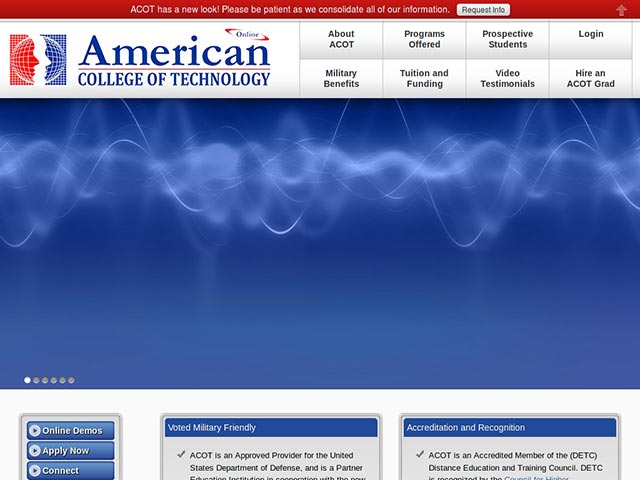 ACOT has a new look! Please be patient as we consolidate all of our information. Request Info
Online
American
COLLEGE OF TECHNOLOGY
About
ACOT
Programs
Offered
Prospective
Students
Login
Military
Benefits
Tuition and
Funding
Video
Testimonials
Hire an
ACOT Grad
Online Demos
Apply Now
Connect
Voted Military Friendly
ACOT is an Approved Provider for the United
States Department of Defense, and is a Partner
Education Institution in cooperation with the new
Accreditation and Recognition
ACOT is an Accredited Member of the (DETC)
Distance Education and Training Council. DETC
is recognized by the Council for Higher